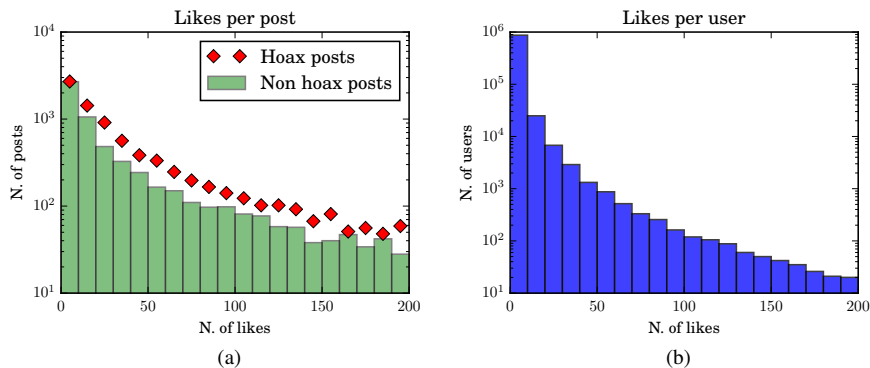 Likes per post
10^4
10^3
10^2
10^1
N. of posts
Hoax posts
Non hoax posts
0 50 100 150 200
N. of likes
(a)
Likes per user
10^6
10^5
10^4
10^3
10^2
10^1
N. of users
0 50 100 150 200
N. of likes
(b)